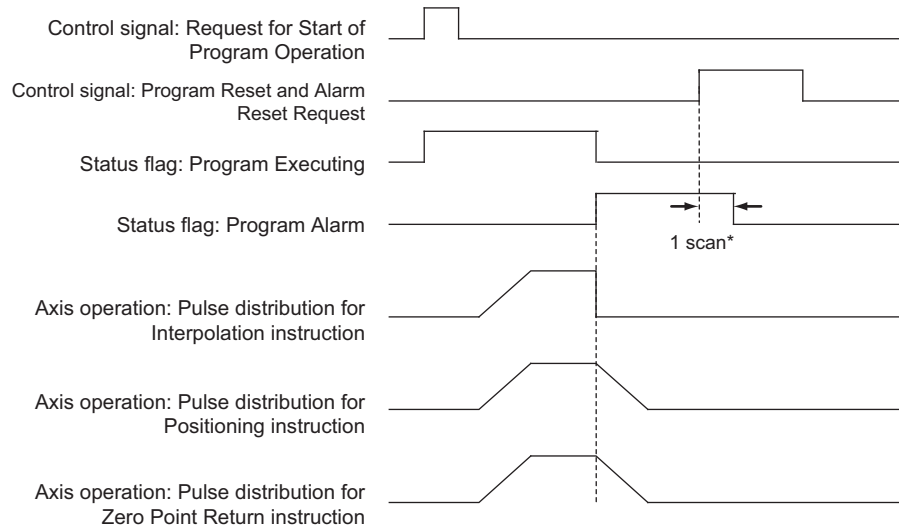 Control signal: Request for Start of
Program Operation
Control signal: Program Reset and Alarm
Reset Request
Status flag: Program Executing
Status flag: Program Alarm
1 scan*
Axis operation: Pulse distribution for
Interpolation instruction
Axis operation: Pulse distribution for
Positioning instruction
Axis operation: Pulse distribution for
Zero Point Return instruction